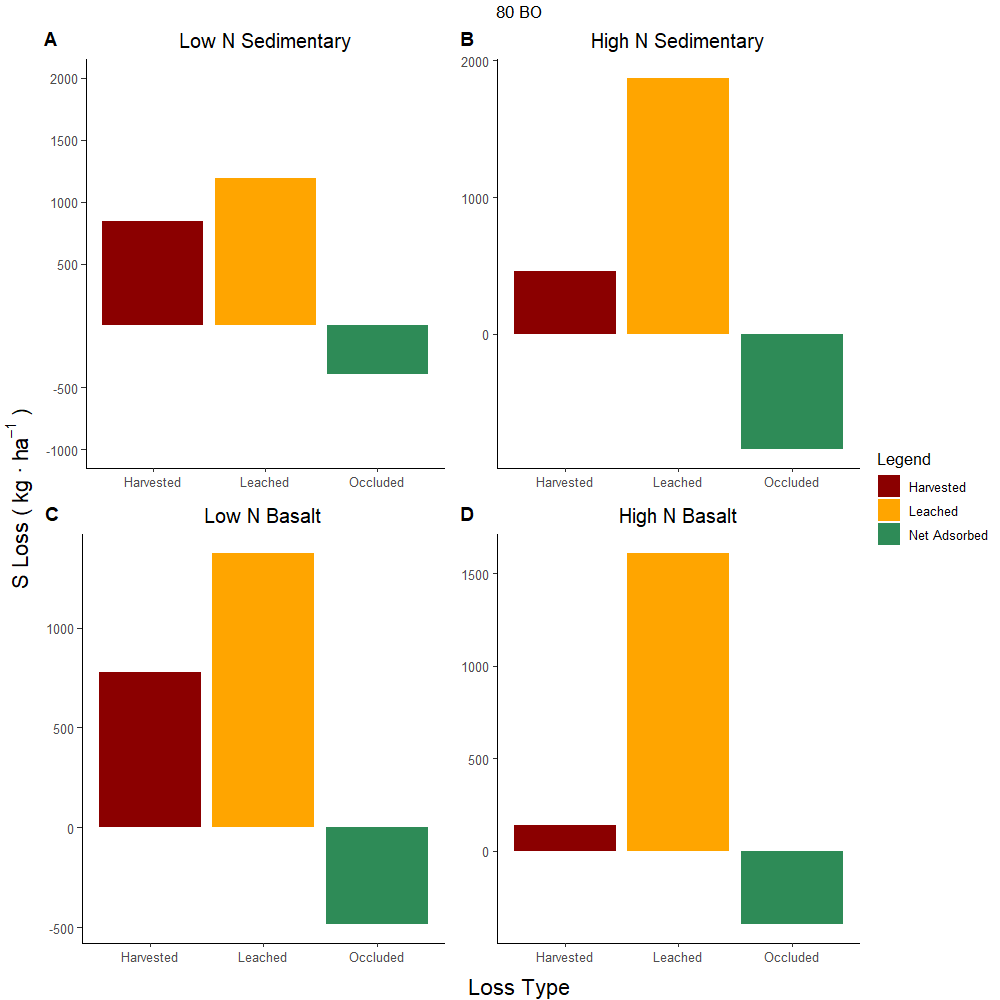 80 BO
A
Low N Sedimentary
2000
1500
1000
500
-500
-1000
Harvested
Leached
Occluded
B
High N Sedimentary
2000
1000
0
Harvested
Leached
Occluded
S Loss ( kg · ha⁻¹ )
C
Low N Basalt
1000
500
0
-500
Harvested
Leached
Occluded
D
High N Basalt
1500
1000
500
0
Harvested
Leached
Occluded
Legend
Harvested
Leached
Net Adsorbed
Loss Type